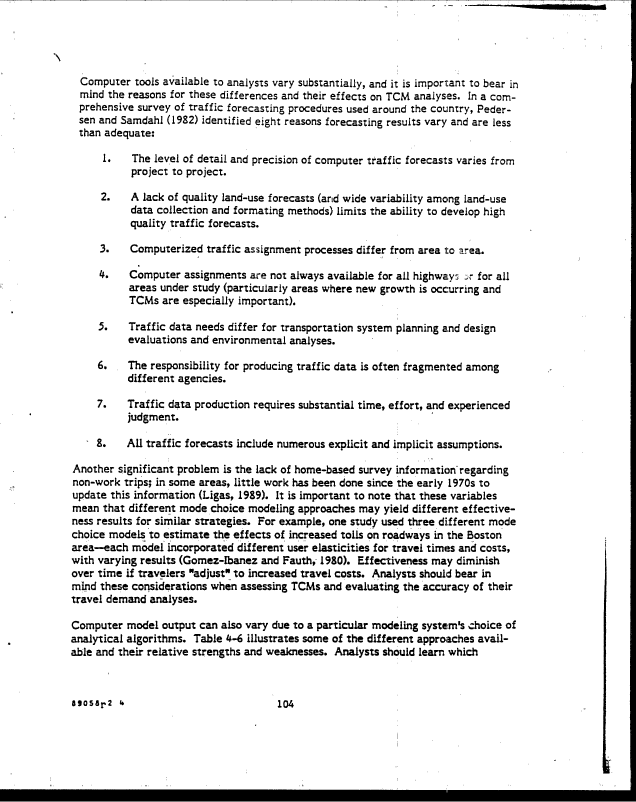 Computer tools available to analysts vary substantially, and it is important to bear in
mind the reasons for these differences and their effects on TCM analyses. In a com-
prehensive survey of traffic forecasting procedures used around the country, Peder-
sen and Samdahl (1982) identified eight reasons forecasting results vary and are less
than adequate:
1. The level of detail and precision of computer traffic forecasts varies from
project to project.
2. A lack of quality land-use forecasts (and wide variability among land-use
data collection and formating methods) limits the ability to develop high
quality traffic forecasts.
3. Computerized traffic assignment processes differ from area to area.
4. Computer assignments are not always available for all highways or for all
areas under study (particularly areas where new growth is occurring and
TCMs are especially important).
5. Traffic data needs differ for transportation system planning and design
evaluations and environmental analyses.
6. The responsibility for producing traffic data is often fragmented among
different agencies.
7. Traffic data production requires substantial time, effort, and experienced
judgment.
8. All traffic forecasts include numerous explicit and implicit assumptions.
Another significant problem is the lack of home-based survey information regarding
non-work trips; in some areas, little work has been done since the early 1970s to
update this information (Ligas, 1989). It is important to note that these variables
mean that different mode choice modeling approaches may yield different effective-
ness results for similar strategies. For example, one study used three different mode
choice models to estimate the effects of increased tolls on roadways in the Boston
area—each model incorporated different user elasticities for travel times and costs,
with varying results (Gomez-Ibanez and Fauth, 1980). Effectiveness may diminish
over time if travelers "adjust" to increased travel costs. Analysts should bear in
mind these considerations when assessing TCMs and evaluating the accuracy of their
travel demand analyses.
Computer model output can also vary due to a particular modeling system's choice of
analytical algorithms. Table 4-6 illustrates some of the different approaches avail-
able and their relative strengths and weaknesses. Analysts should learn which
89058r2 4
104